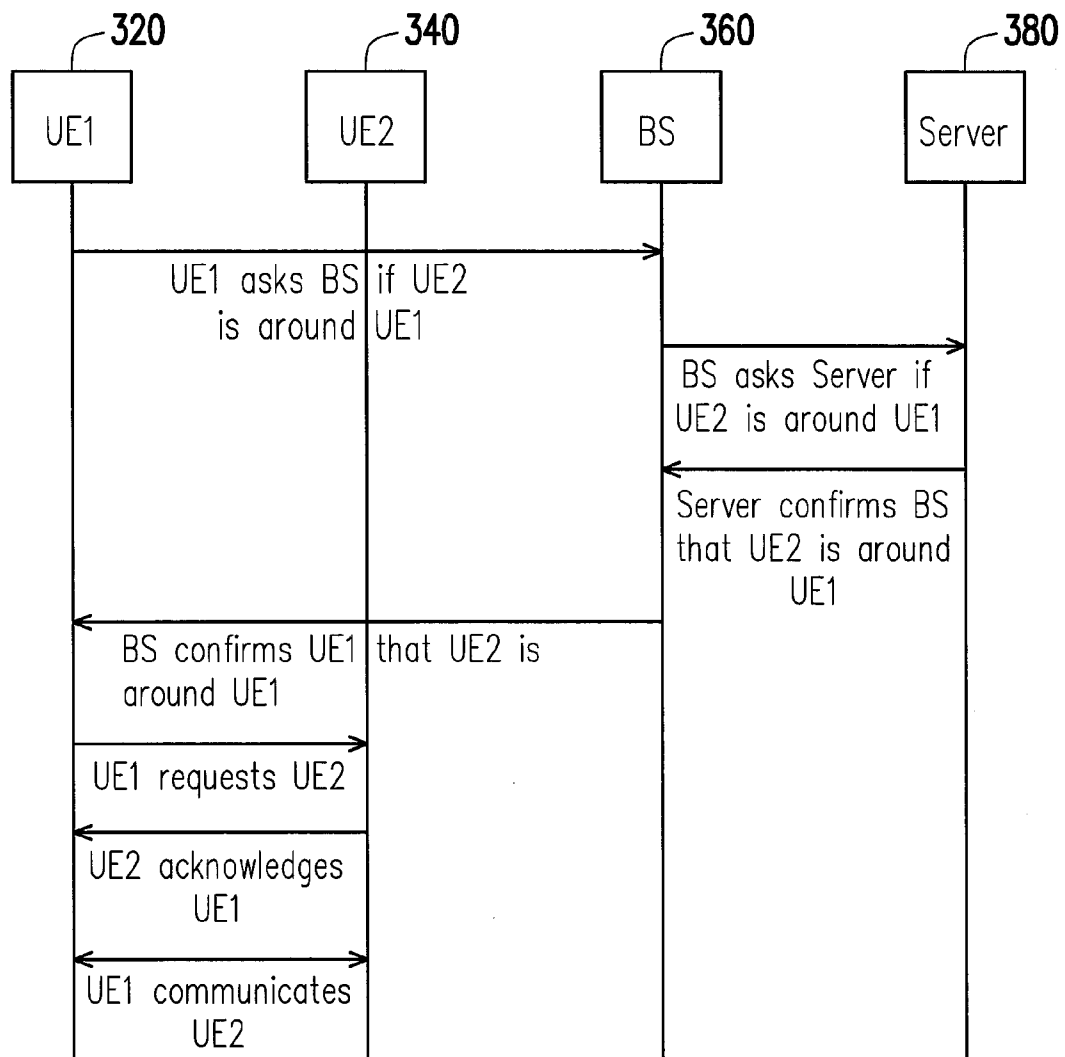 320
340
360
380
UE1
UE2
BS
Server
UE1 asks BS if UE2
is around UE1
BS asks Server if
UE2 is around UE1
Server confirms BS
that UE2 is around
UE1
BS confirms UE1 that UE2 is
around UE1
UE1 requests UE2
UE2 acknowledges
UE1
UE1 communicates
UE2